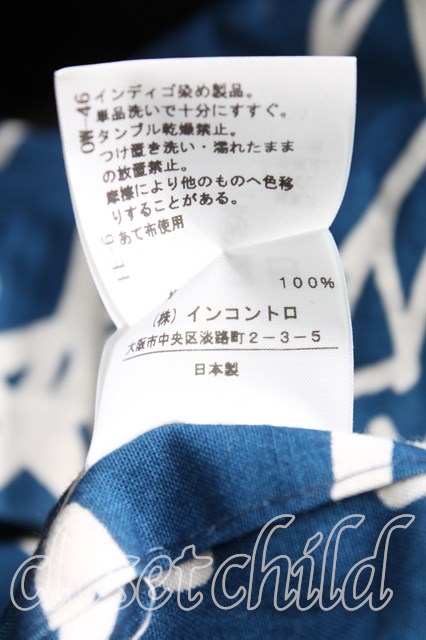 インディゴ染め製品。
単品洗いで十分にすすぐ。
タンブル乾燥禁止。
つけ置き洗い・濡れたまま
の放置禁止。
摩擦により他のものへ色移
りすることがある。
あて布使用
OW-46
100%
(株) インコントロ
大阪市中央区淡路町2-3-5
日本製
closet child